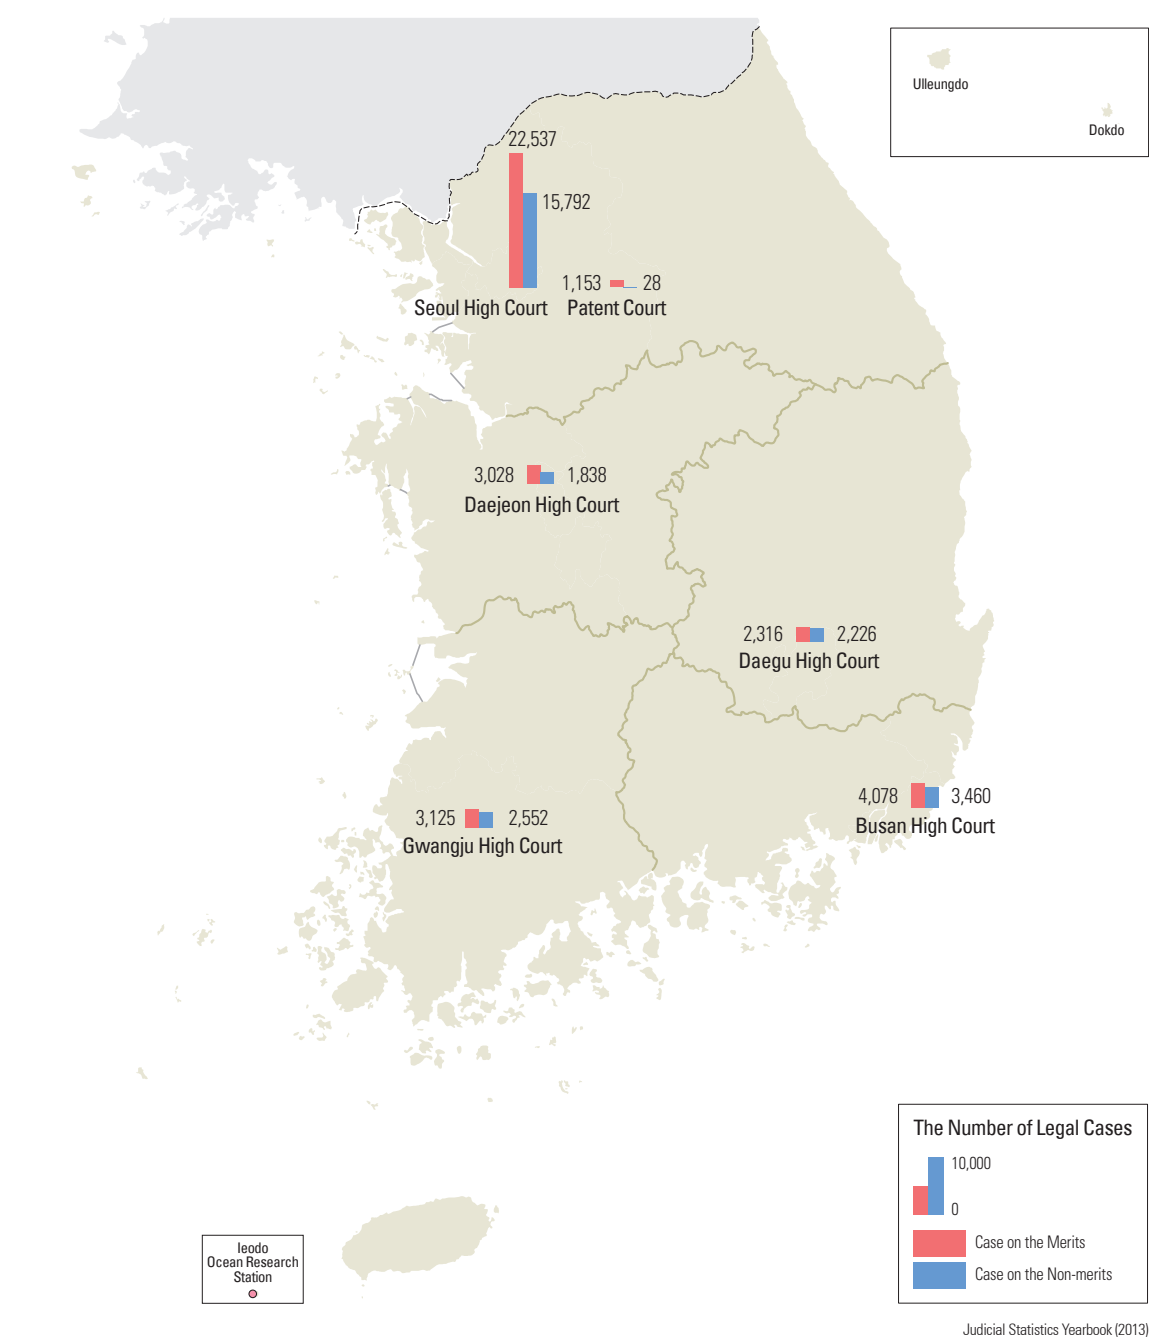 Ulleungdo
Dokdo
22,537
15,792
1,153
28
Seoul High Court
Patent Court
3,028
1,838
Daejeon High Court
2,316
2,226
Daegu High Court
4,078
3,460
Busan High Court
3,125
2,552
Gwangju High Court
The Number of Legal Cases
10,000
0
Case on the Merits
Case on the Non-merits
Ieodo
Ocean Research
Station
Judicial Statistics Yearbook (2013)